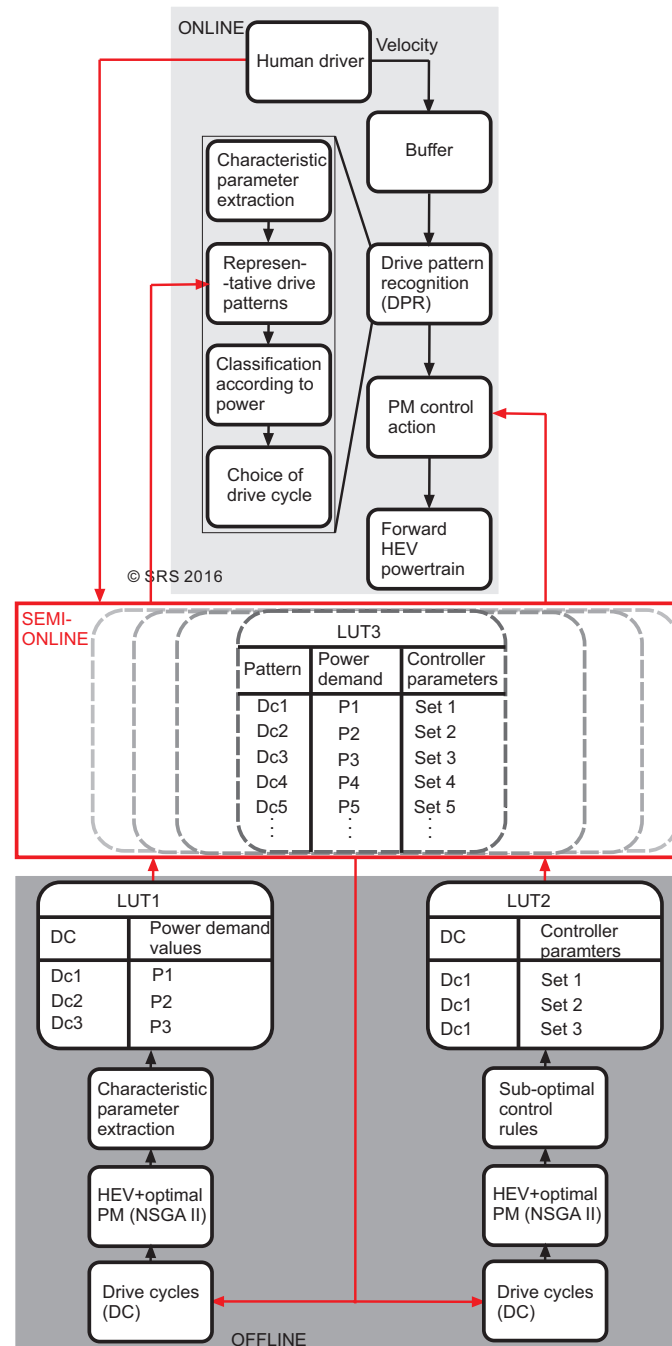 ONLINE
Human driver
Velocity
Buffer
Characteristic
parameter
extraction
Represen-
-tative drive
patterns
Classification
according to
power
Choice of
drive cycle
Drive pattern
recognition
(DPR)
PM control
action
Forward
HEV
powertrain
© SRS 2016
SEMI-
ONLINE
LUT3
Pattern Power demand Controller parameters
Dc1 P1 Set 1
Dc2 P2 Set 2
Dc3 P3 Set 3
Dc4 P4 Set 4
Dc5 P5 Set 5
⋮ ⋮ ⋮
LUT1
DC Power demand values
Dc1 P1
Dc2 P2
Dc3 P3
Characteristic
parameter
extraction
HEV+optimal
PM (NSGA II)
Drive cycles
(DC)
LUT2
DC Controller paramters
Dc1 Set 1
Dc1 Set 2
Dc1 Set 3
Sub-optimal
control
rules
HEV+optimal
PM (NSGA II)
Drive cycles
(DC)
OFFLINE